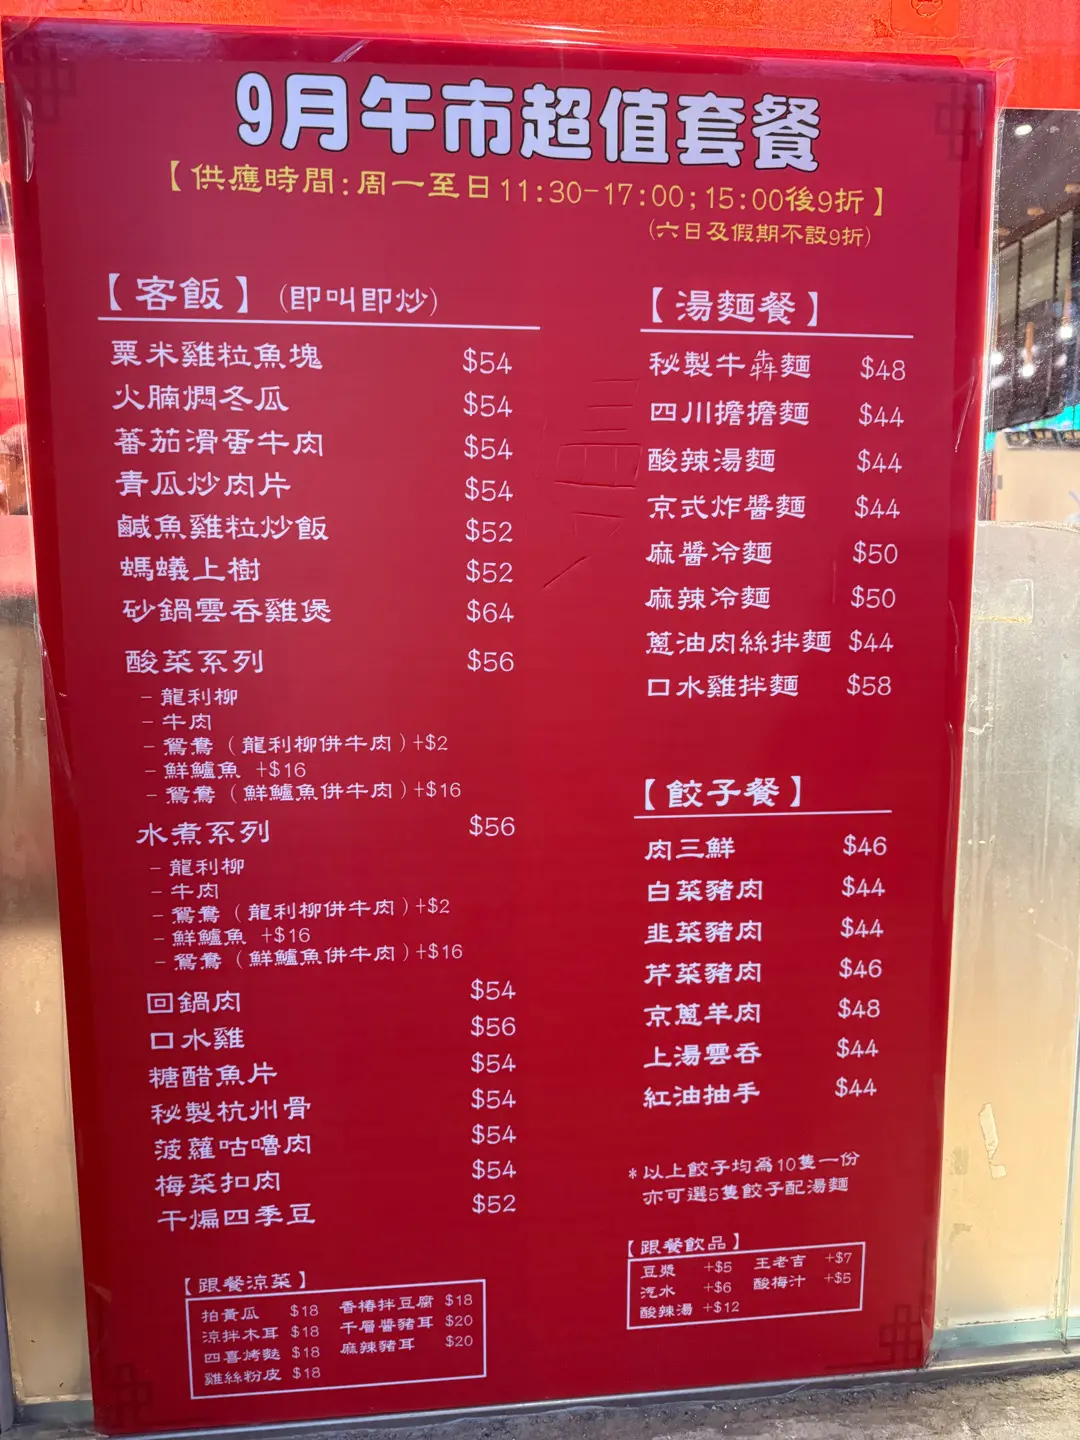 9月午市超值套餐
【供應時間:周一至日11:30-17:00;15:00後9折】
(六日及假期不設9折)
【客飯】(即叫即炒)
粟米雞粒魚塊 $54
火腩燜冬瓜 $54
蕃茄滑蛋牛肉 $54
青瓜炒肉片 $54
鹹魚雞粒炒飯 $52
螞蟻上樹 $52
砂鍋雲吞雞煲 $64
酸菜系列 $56
- 龍利柳
- 牛肉
- 鴛鴦(龍利柳併牛肉)+$2
- 鮮鱸魚 +$16
- 鴛鴦(鮮鱸魚併牛肉)+$16
水煮系列 $56
- 龍利柳
- 牛肉
- 鴛鴦(龍利柳併牛肉)+$2
- 鮮鱸魚 +$16
- 鴛鴦(鮮鱸魚併牛肉)+$16
回鍋肉 $54
口水雞 $56
糖醋魚片 $54
秘製杭州骨 $54
菠蘿咕嚕肉 $54
梅菜扣肉 $54
干煸四季豆 $52
【跟餐涼菜】
拍黃瓜 $18 香椿拌豆腐 $18
涼拌木耳 $18 千層醬豬耳 $20
四喜烤麩 $18 麻辣豬耳 $20
雞絲粉皮 $18
【湯麵餐】
秘製牛犇麵 $48
四川擔擔麵 $44
酸辣湯麵 $44
京式炸醬麵 $44
麻醬冷麵 $50
麻辣冷麵 $50
蔥油肉絲拌麵 $44
口水雞拌麵 $58
【餃子餐】
肉三鮮 $46
白菜豬肉 $44
韭菜豬肉 $44
芹菜豬肉 $46
京蔥羊肉 $48
上湯雲吞 $44
紅油抽手 $44
*以上餃子均為10隻一份
亦可選5隻餃子配湯麵
【跟餐飲品】
豆漿 +$5 王老吉 +$7
汽水 +$6 酸梅汁 +$5
酸辣湯 +$12